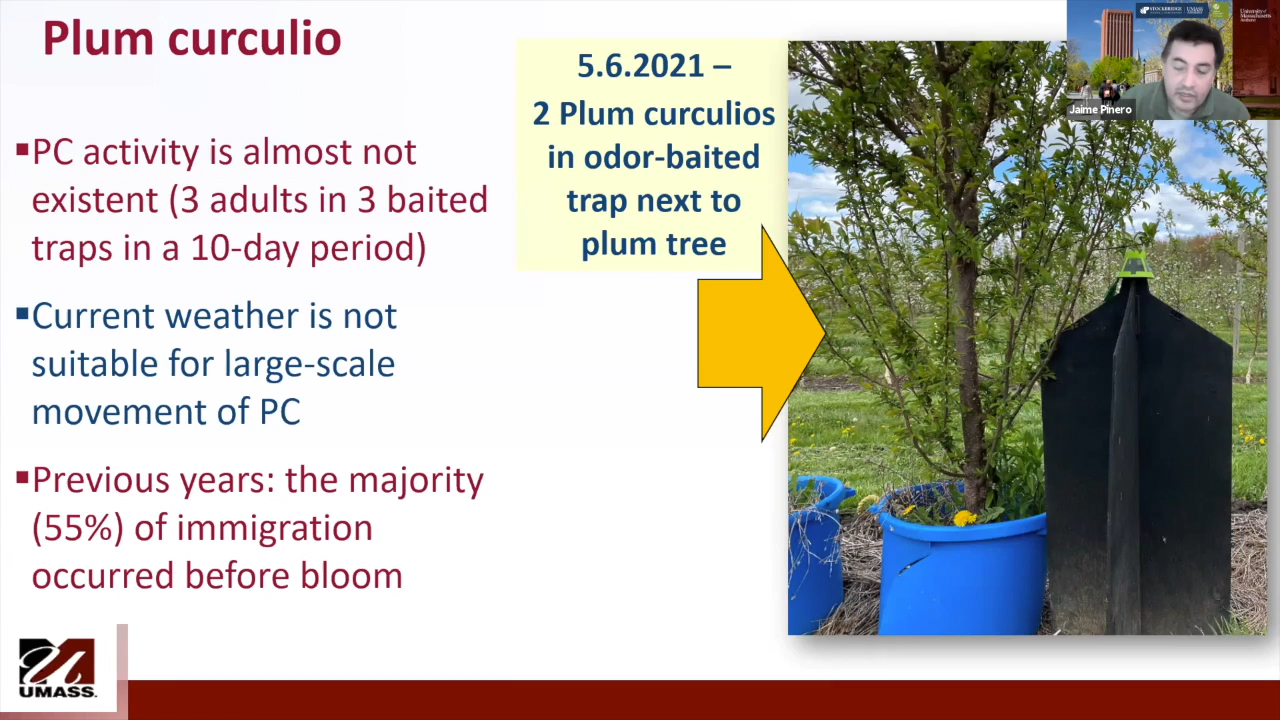 Plum curculio
▪PC activity is almost not
existent (3 adults in 3 baited
traps in a 10-day period)
▪Current weather is not
suitable for large-scale
movement of PC
▪Previous years: the majority
(55%) of immigration
occurred before bloom
5.6.2021 –
2 Plum curculios
in odor-baited
trap next to
plum tree
STOCKBRIDGE
UMASS
University of
Massachusetts
Amherst
Jaime Pinero
UMASS.